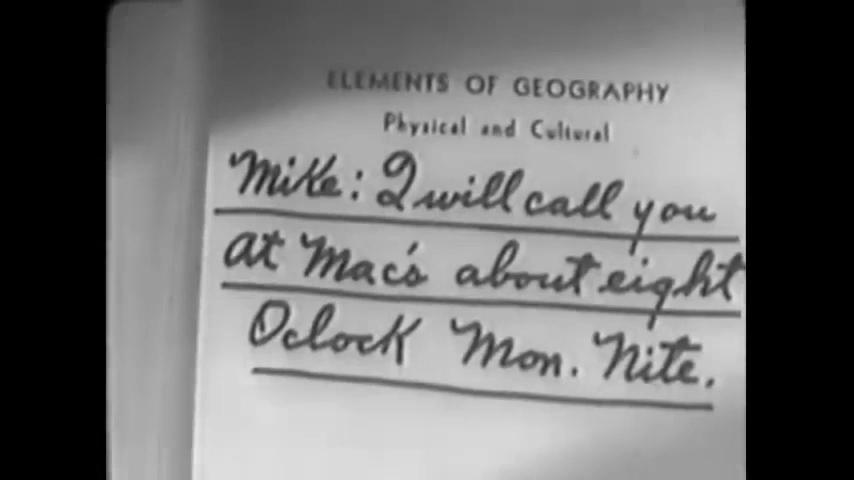 ELEMENTS OF GEOGRAPHY
Physical and Cultural
Mike: I will call you
at Mac's about eight
Oclock Mon. Nite.